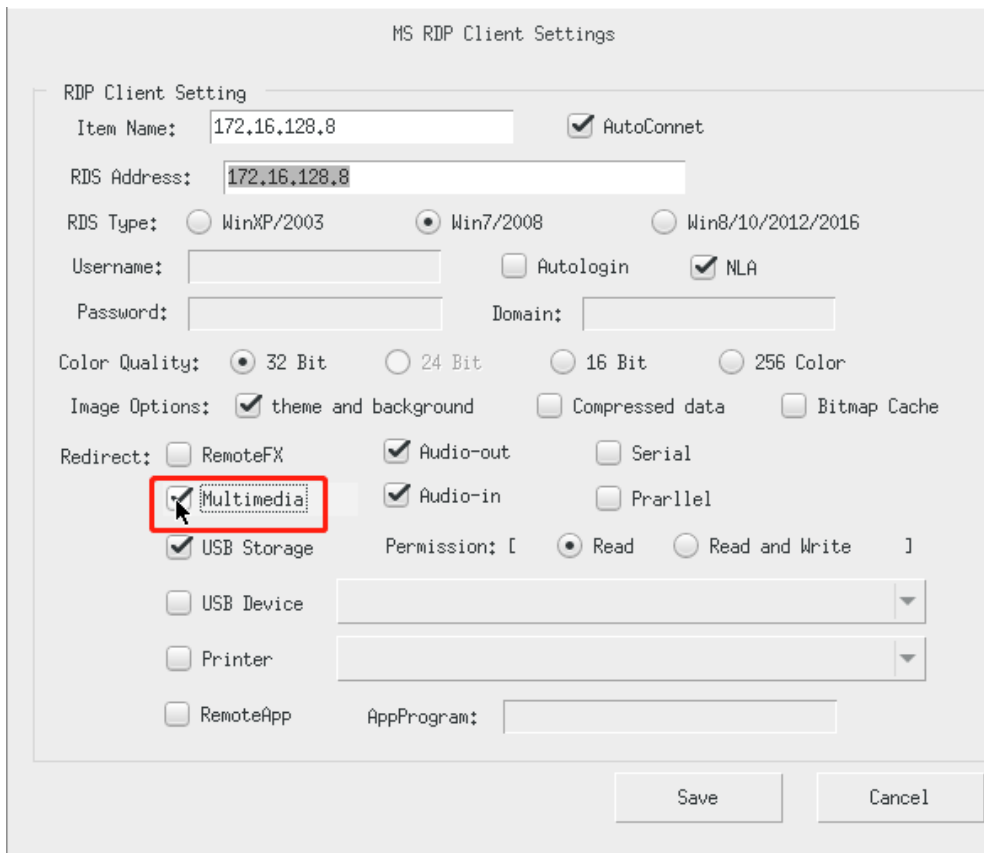 MS RDP Client Settings
RDP Client Setting
Item Name: 172.16.128.8 AutoConnet
RDS Address: 172.16.128.8
RDS Type: WinXP/2003 Win7/2008 Win8/10/2012/2016
Username: Autologin NLA
Password: Domain:
Color Quality: 32 Bit 24 Bit 16 Bit 256 Color
Image Options: theme and background Compressed data Bitmap Cache
Redirect: RemoteFX Audio-out Serial
Multimedia Audio-in Prarllel
USB Storage Permission: [ Read Read and Write ]
USB Device
Printer
RemoteApp AppProgram:
Save Cancel